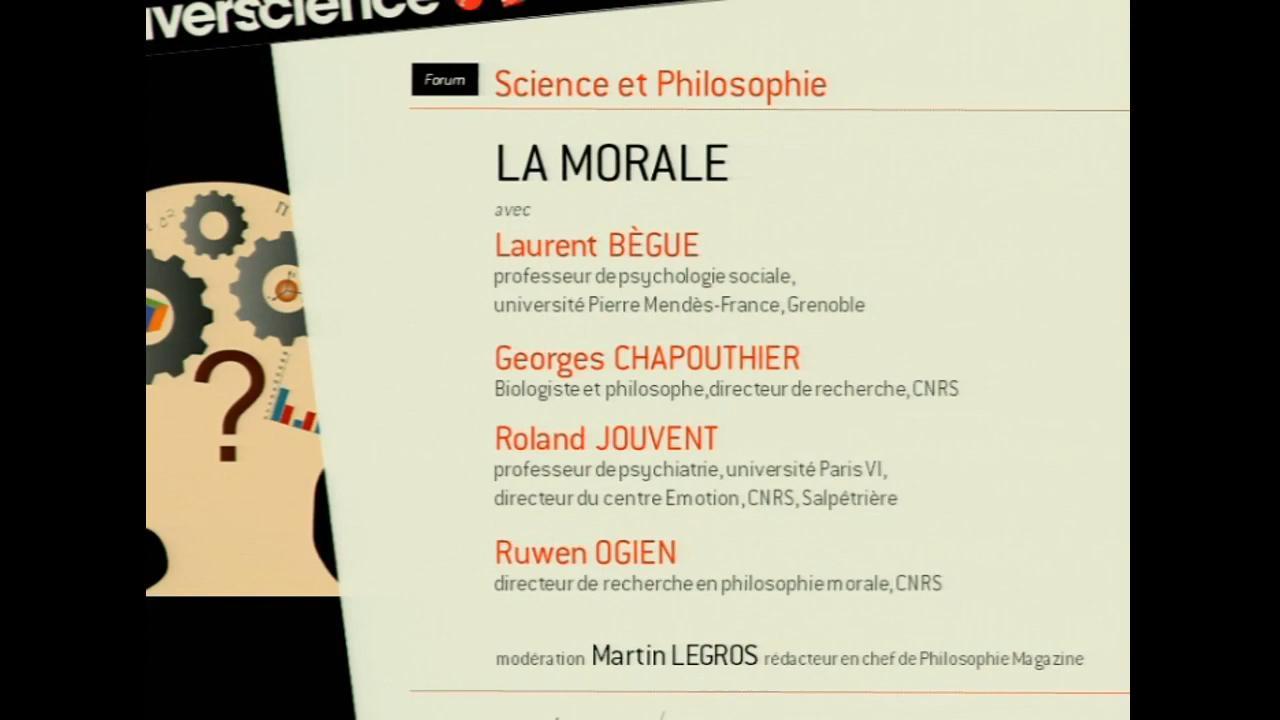 Forum Science et Philosophie
LA MORALE
avec
Laurent BÈGUE
professeur de psychologie sociale,
université Pierre Mendès-France, Grenoble
Georges CHAPOUTHIER
Biologiste et philosophe, directeur de recherche, CNRS
Roland JOUVENT
professeur de psychiatrie, université Paris VI,
directeur du centre Emotion, CNRS, Salpétrière
Ruwen OGIEN
directeur de recherche en philosophie morale, CNRS
modération Martin LEGROS rédacteur en chef de Philosophie Magazine